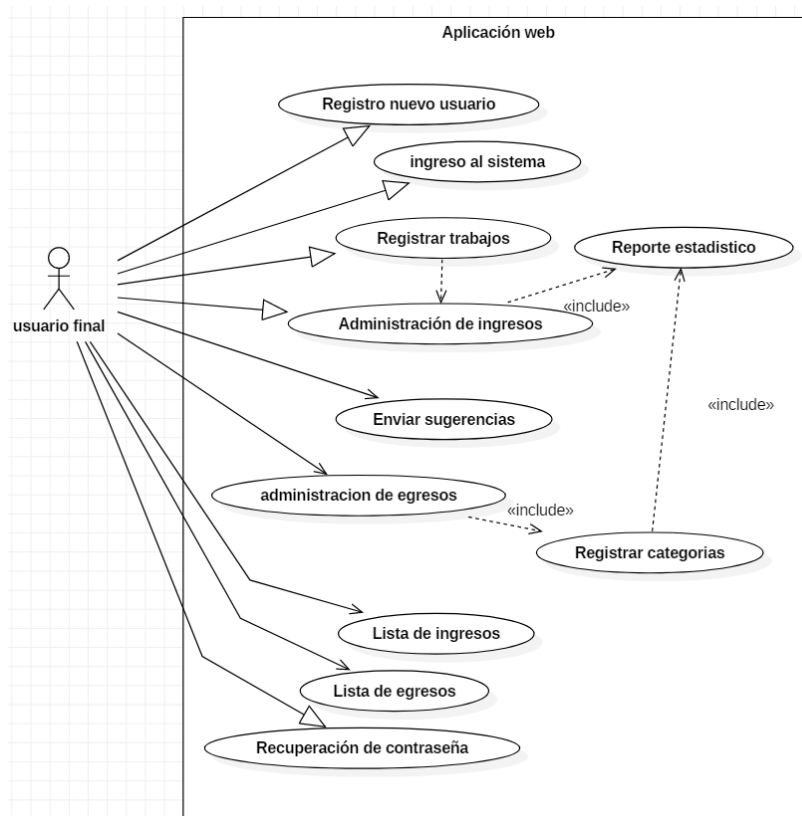 Aplicación web
Registro nuevo usuario
ingreso al sistema
Registrar trabajos
Reporte estadistico
«include»
Administración de ingresos
usuario final
«include»
Enviar sugerencias
administracion de egresos
«include»
Registrar categorias
Lista de ingresos
Lista de egresos
Recuperación de contraseña